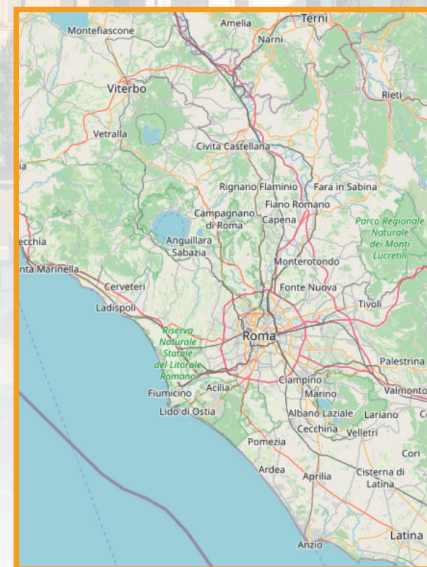 Amelia
Terni
Montefiascone
Narni
Viterbo
Rieti
Vetralla
Civita Castellana
Rignano Flaminio
Fara in Sabina
Fiano Romano
Campagnano
di Roma
Capena
Parco Regionale
Naturale
dei Monti
Lucretili
ecchia
Anguillara
Sabazia
Monterotondo
nta Marinella
Cerveteri
Fonte Nuova
Ladispoli
Tivoli
Riserva
Naturale
Statale
del Litorale
Romano
Roma
Palestrina
Fiumicino
Acilia
Ciampino
Marino
Valmonto
Lido di Ostia
Albano Laziale
Lariano
Cecchina
Velletri
Pomezia
Cori
Ardea
Aprilia
Cisterna di
Latina
Latina
Anzio